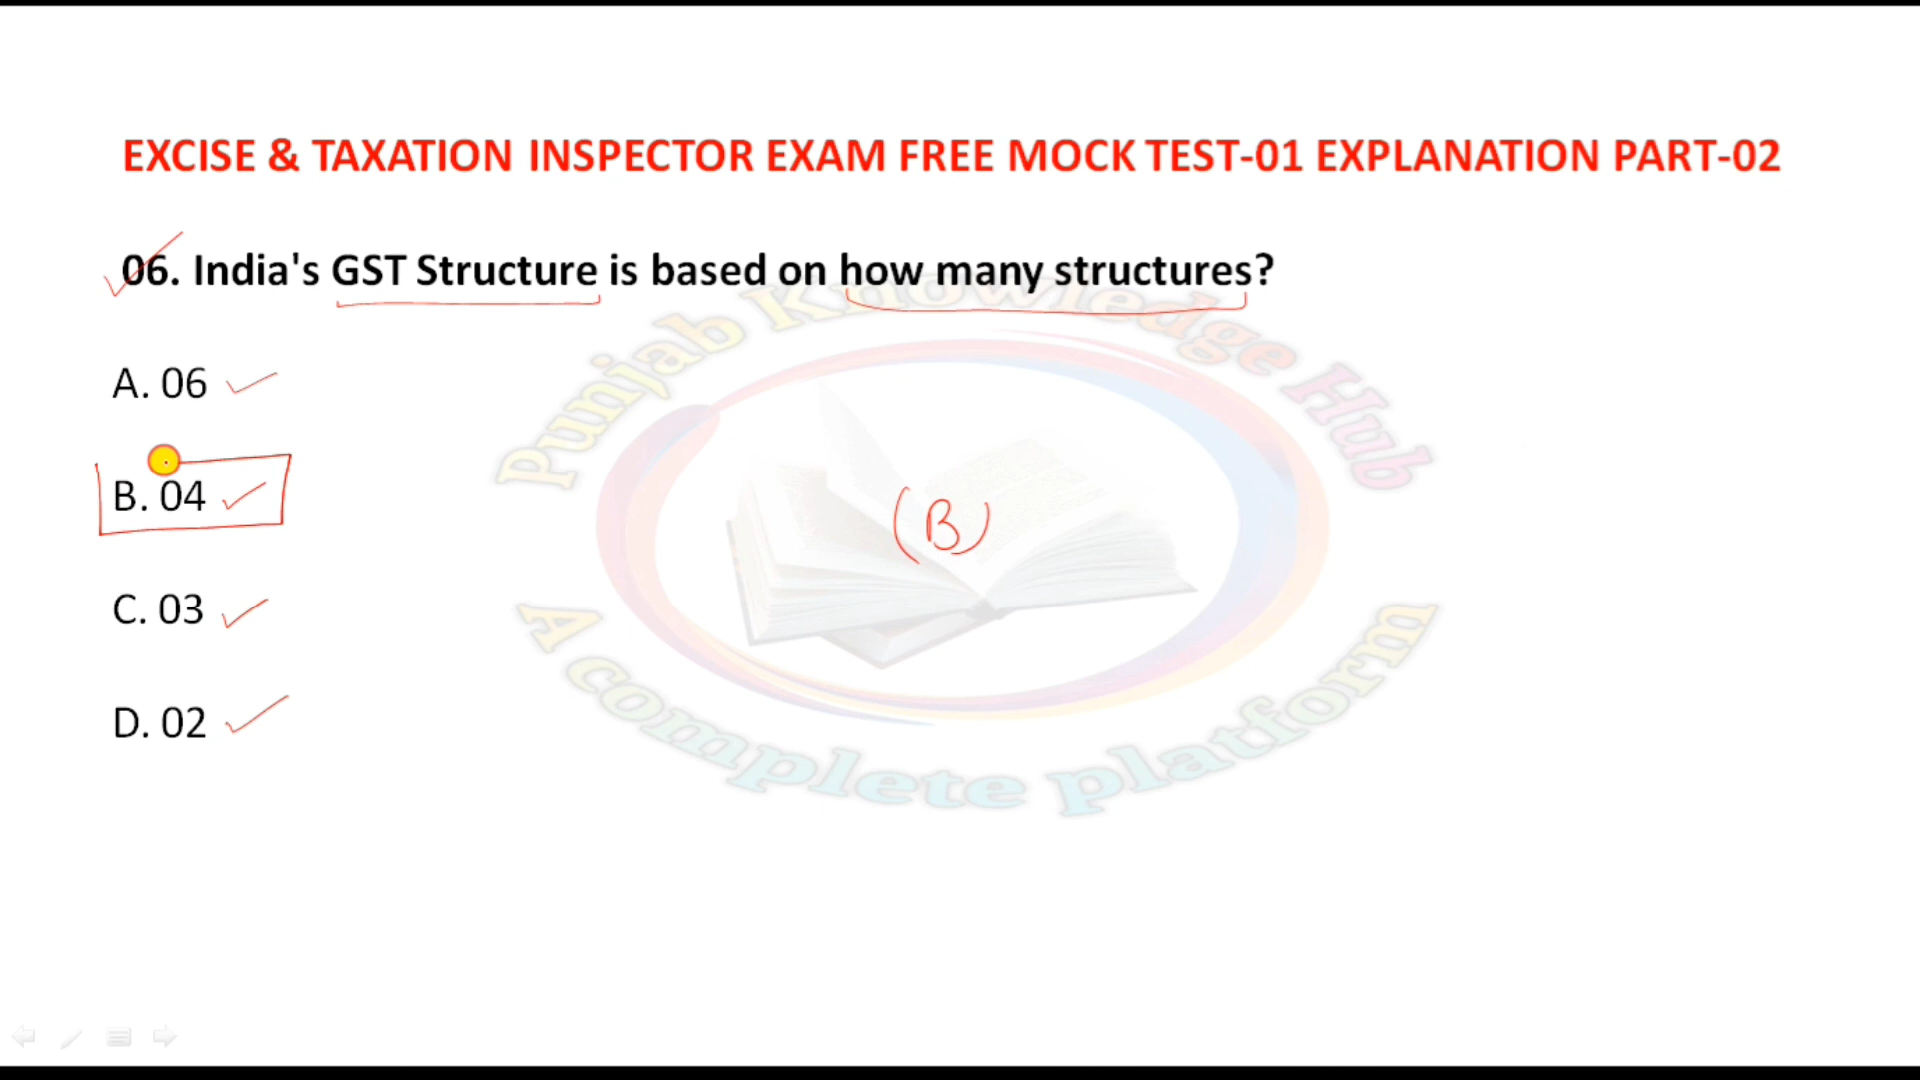 EXCISE & TAXATION INSPECTOR EXAM FREE MOCK TEST-01 EXPLANATION PART-02
06. India's GST Structure is based on how many structures?
Punjab Knowledge Hub
A. 06
B. 04
(B)
C. 03
A complete platform
D. 02